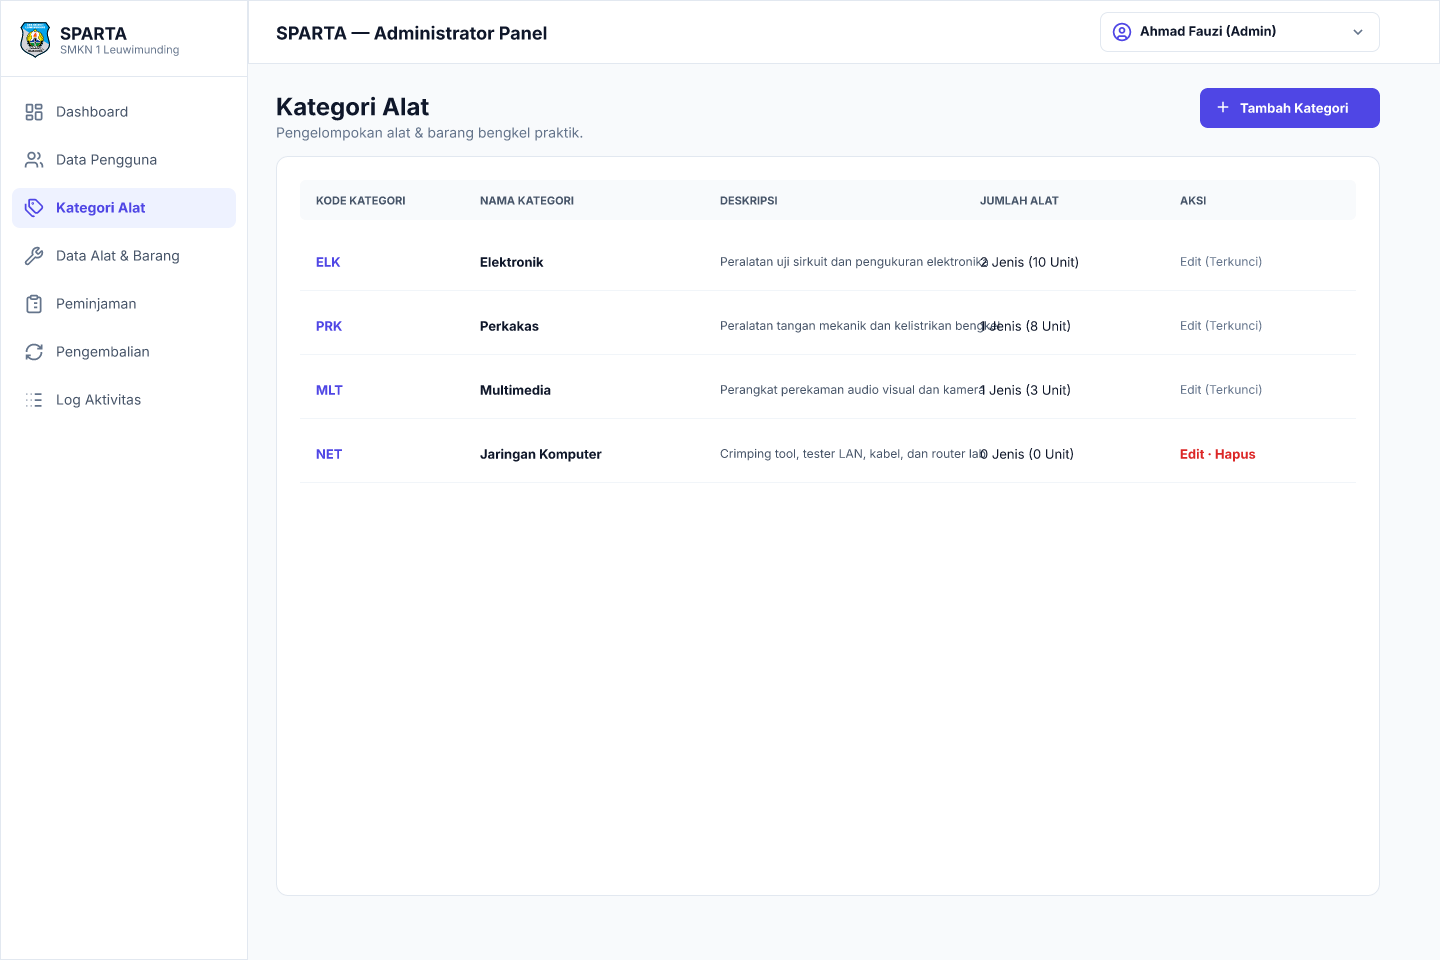 SPARTA
SMKN 1 Leuwimunding
SPARTA — Administrator Panel
Ahmad Fauzi (Admin)
Dashboard
Data Pengguna
Kategori Alat
Data Alat & Barang
Peminjaman
Pengembalian
Log Aktivitas
Kategori Alat
Pengelompokan alat & barang bengkel praktik.
+ Tambah Kategori
KODE KATEGORI NAMA KATEGORI DESKRIPSI JUMLAH ALAT AKSI
ELK Elektronik Peralatan uji sirkuit dan pengukuran elektronika 2 Jenis (10 Unit) Edit (Terkunci)
PRK Perkakas Peralatan tangan mekanik dan kelistrikan bengkel 1 Jenis (8 Unit) Edit (Terkunci)
MLT Multimedia Perangkat perekaman audio visual dan kamera 1 Jenis (3 Unit) Edit (Terkunci)
NET Jaringan Komputer Crimping tool, tester LAN, kabel, dan router lab 0 Jenis (0 Unit) Edit · Hapus